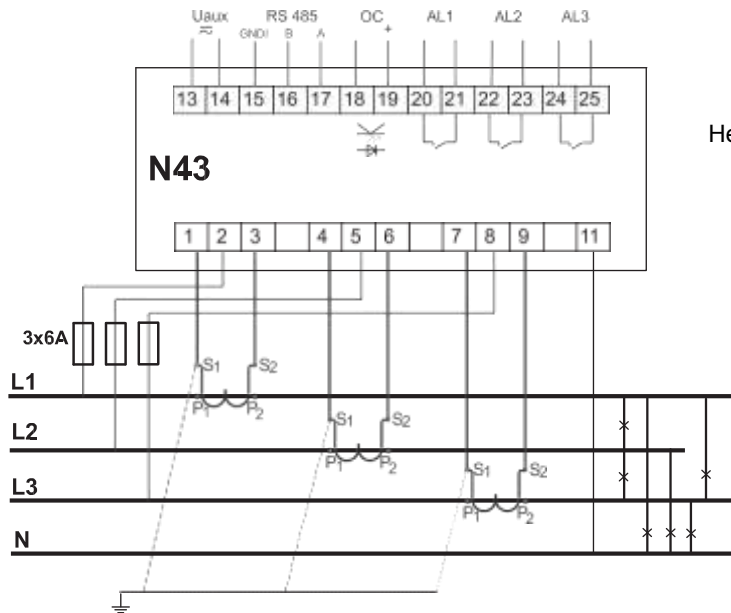 Uaux RS 485 OC AL1 AL2 AL3
≂ GND B A +
13 14 15 16 17 18 19 20 21 22 23 24 25
He
N43
1 2 3 4 5 6 7 8 9 11
3x6A
S1 S2
L1
P1 P2
S1 S2
L2
P1 P2
S1 S2
L3
P1 P2
N